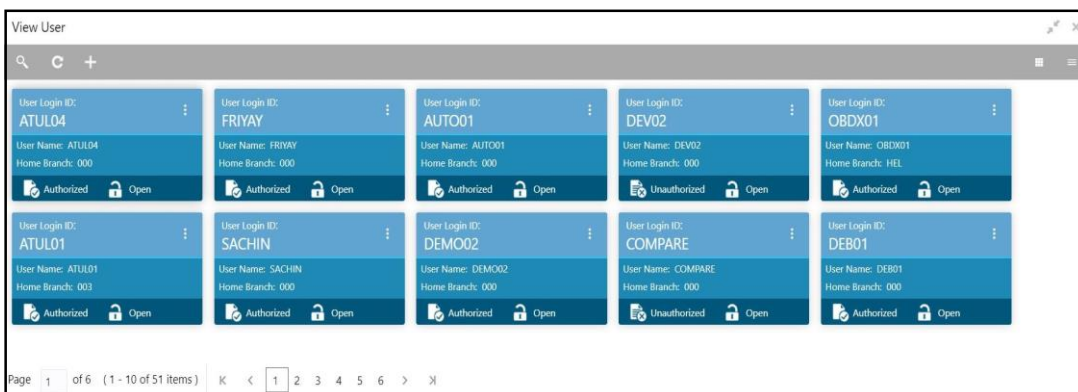 View User
User Login ID: User Login ID: User Login ID: User Login ID: User Login ID:
ATUL04 FRIYAY AUTO01 DEV02 OBDX01
User Name: ATUL04 User Name: FRIYAY User Name: AUTO01 User Name: DEV02 User Name: OBDX01
Home Branch: 000 Home Branch: 000 Home Branch: 000 Home Branch: 000 Home Branch: HEL
Authorized Open Authorized Open Authorized Open Unauthorized Open Authorized Open
User Login ID: User Login ID: User Login ID: User Login ID: User Login ID:
ATUL01 SACHIN DEMO02 COMPARE DEB01
User Name: ATUL01 User Name: SACHIN User Name: DEMO02 User Name: COMPARE User Name: DEB01
Home Branch: 003 Home Branch: 000 Home Branch: 000 Home Branch: 000 Home Branch: 000
Authorized Open Authorized Open Authorized Open Unauthorized Open Authorized Open
Page 1 of 6 (1 - 10 of 51 items) 1 2 3 4 5 6